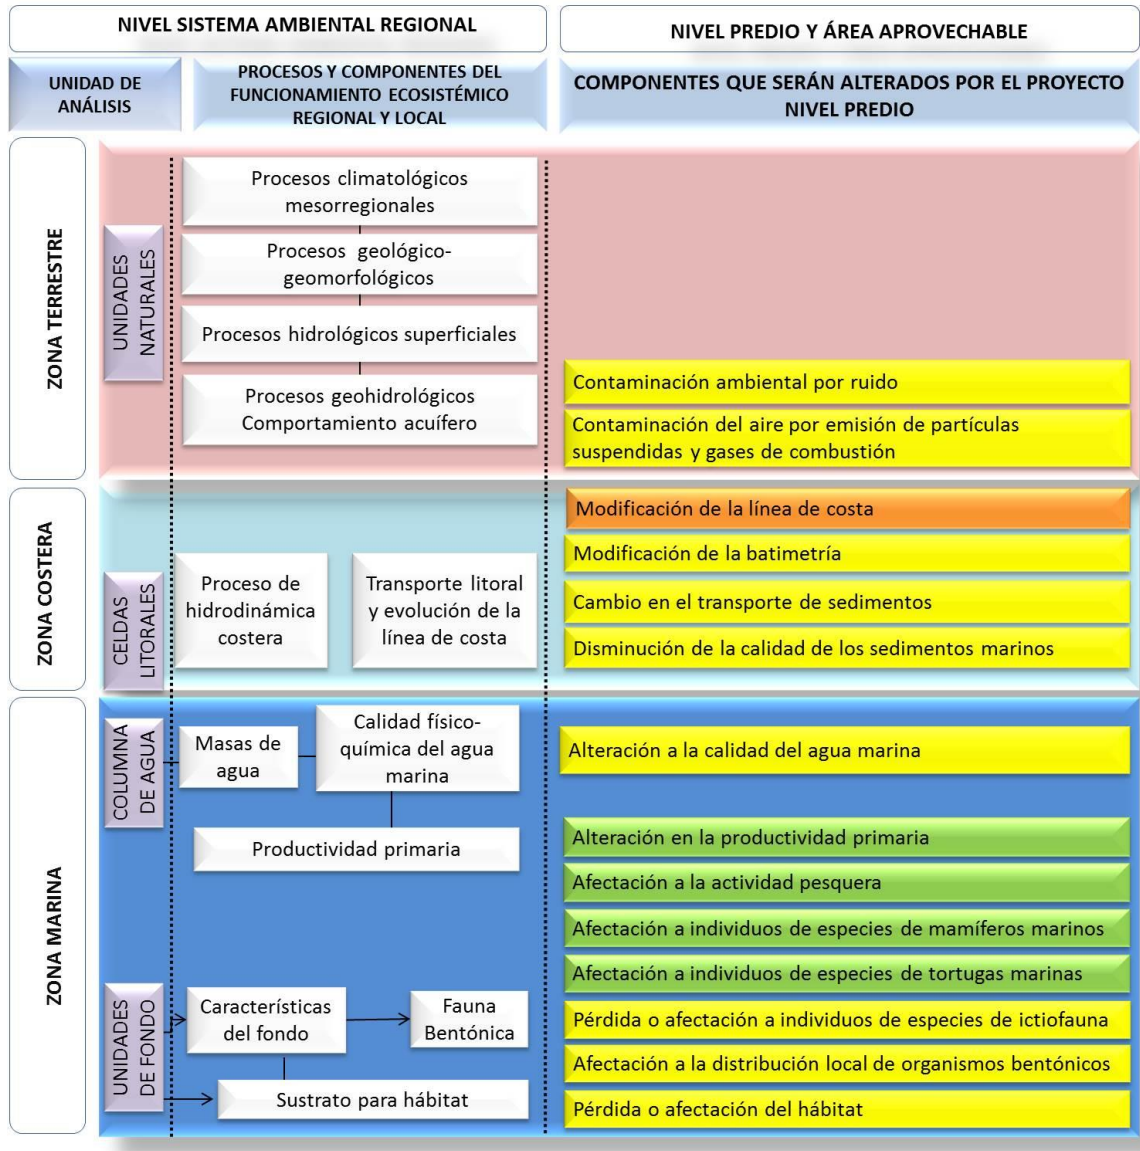 NIVEL SISTEMA AMBIENTAL REGIONAL
NIVEL PREDIO Y ÁREA APROVECHABLE
UNIDAD DE
ANÁLISIS
PROCESOS Y COMPONENTES DEL
FUNCIONAMIENTO ECOSISTÉMICO
REGIONAL Y LOCAL
COMPONENTES QUE SERÁN ALTERADOS POR EL PROYECTO
NIVEL PREDIO
ZONA TERRESTRE
UNIDADES
NATURALES
Procesos climatológicos
mesorregionales
Procesos geológico-
geomorfológicos
Procesos hidrológicos superficiales
Procesos geohidrológicos
Comportamiento acuífero
Contaminación ambiental por ruido
Contaminación del aire por emisión de partículas
suspendidas y gases de combustión
ZONA COSTERA
CELDAS
LITORALES
Proceso de
hidrodinámica
costera
Transporte litoral
y evolución de la
línea de costa
Modificación de la línea de costa
Modificación de la batimetría
Cambio en el transporte de sedimentos
Disminución de la calidad de los sedimentos marinos
ZONA MARINA
COLUMNA
DE AGUA
Masas de
agua
Calidad físico-
química del agua
marina
Productividad primaria
Alteración a la calidad del agua marina
Alteración en la productividad primaria
Afectación a la actividad pesquera
Afectación a individuos de especies de mamíferos marinos
Afectación a individuos de especies de tortugas marinas
UNIDADES
DE FONDO
Características
del fondo
Fauna
Bentónica
Sustrato para hábitat
Pérdida o afectación a individuos de especies de ictiofauna
Afectación a la distribución local de organismos bentónicos
Pérdida o afectación del hábitat